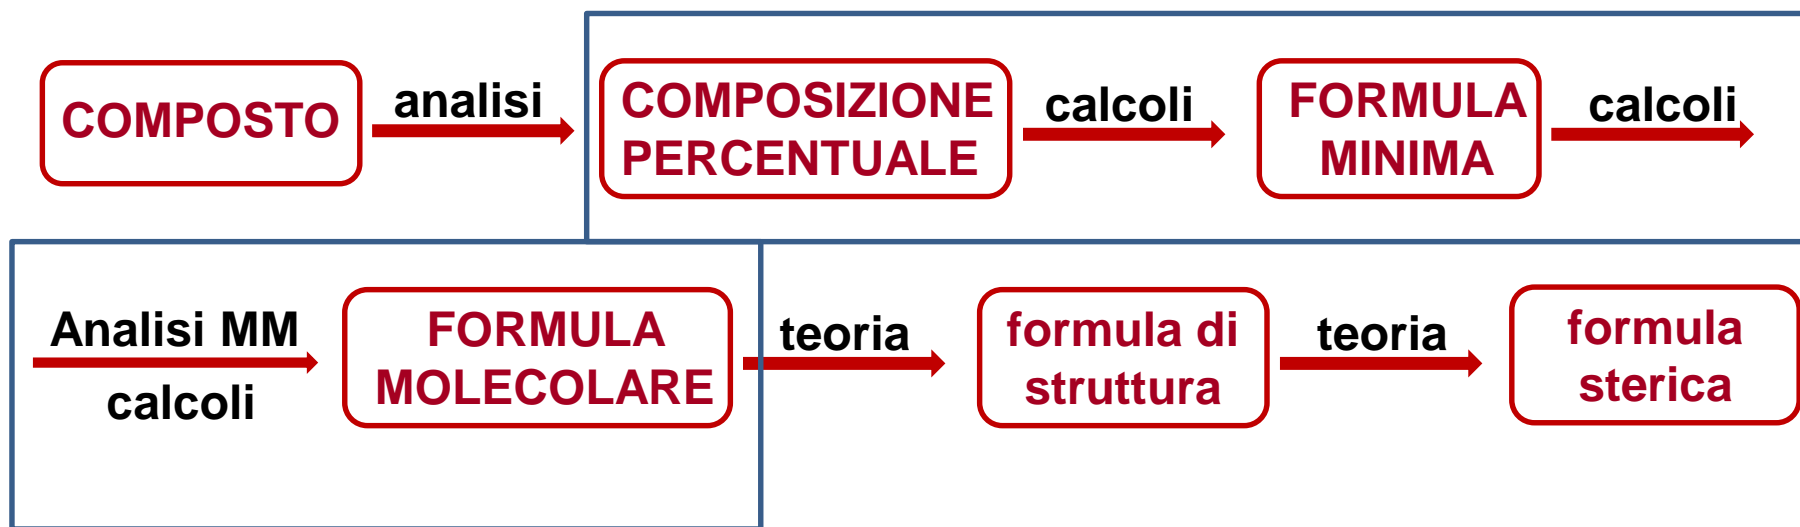 COMPOSTO
analisi
COMPOSIZIONE
PERCENTUALE
calcoli
FORMULA
MINIMA
calcoli
Analisi MM
calcoli
FORMULA
MOLECOLARE
teoria
formula di
struttura
teoria
formula
sterica